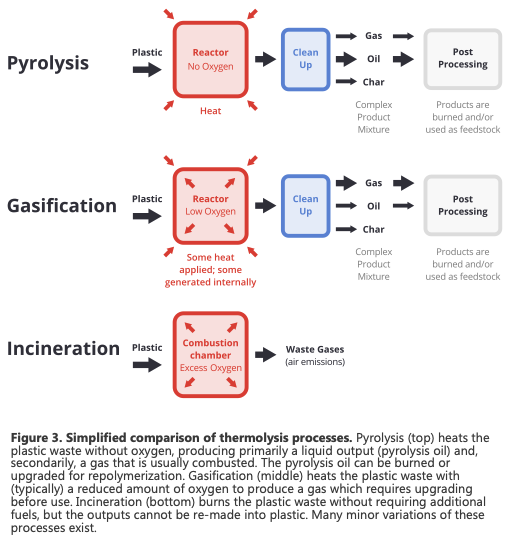 Pyrolysis
Plastic
Reactor
No Oxygen
Heat
Clean
Up
Gas
Oil
Char
Complex
Product
Mixture
Post
Processing
Products are
burned and/or
used as feedstock
Gasification
Plastic
Reactor
Low Oxygen
Some heat
applied; some
generated internally
Clean
Up
Gas
Oil
Char
Complex
Product
Mixture
Post
Processing
Products are
burned and/or
used as feedstock
Incineration
Plastic
Combustion
chamber
Excess Oxygen
Waste Gases
(air emissions)
Figure 3. Simplified comparison of thermolysis processes. Pyrolysis (top) heats the
plastic waste without oxygen, producing primarily a liquid output (pyrolysis oil) and,
secondarily, a gas that is usually combusted. The pyrolysis oil can be burned or
upgraded for repolymerization. Gasification (middle) heats the plastic waste with
(typically) a reduced amount of oxygen to produce a gas which requires upgrading
before use. Incineration (bottom) burns the plastic waste without requiring additional
fuels, but the outputs cannot be re-made into plastic. Many minor variations of these
processes exist.